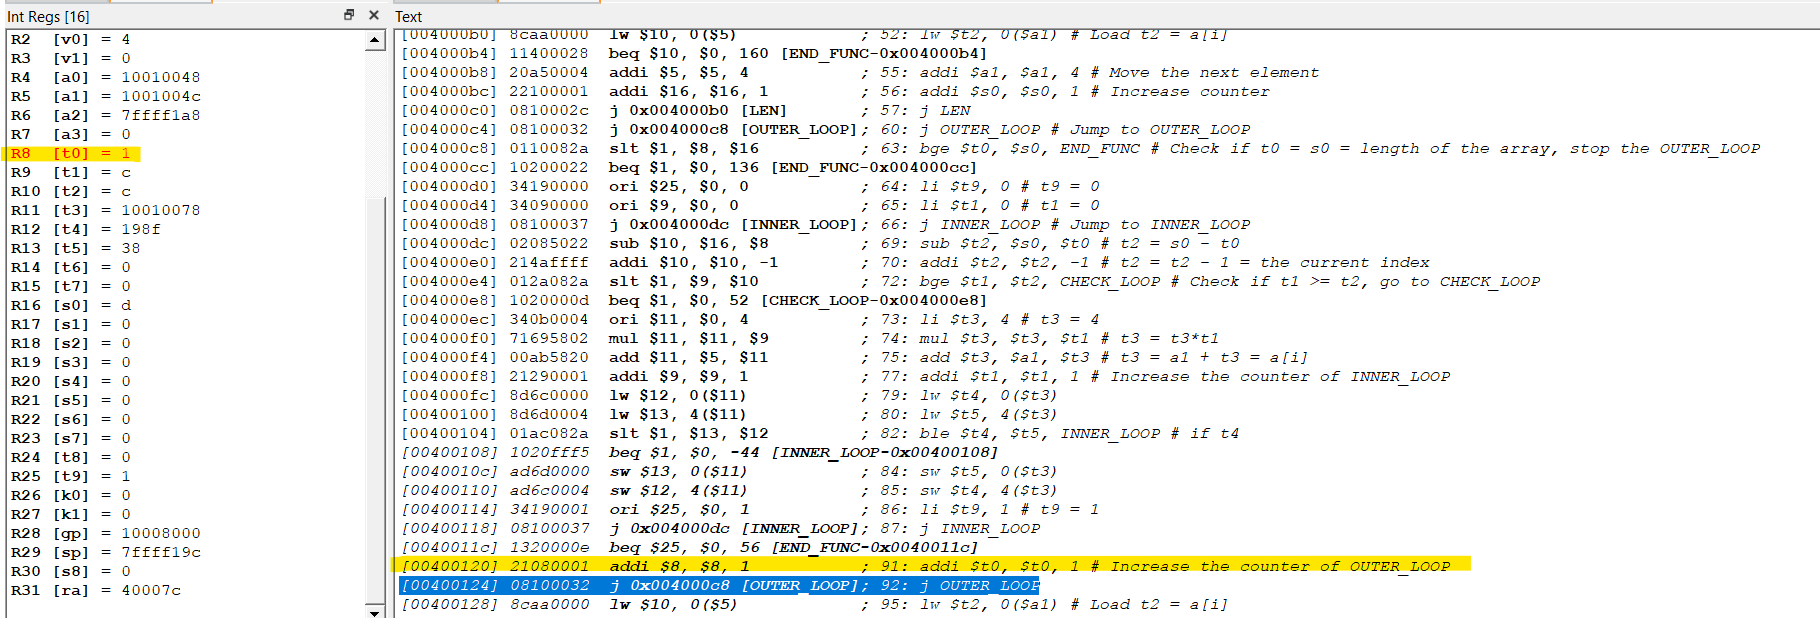 Int Regs [16]
R2 [v0] = 4
R3 [v1] = 0
R4 [a0] = 10010048
R5 [a1] = 1001004c
R6 [a2] = 7ffff1a8
R7 [a3] = 0
R8 [t0] = 1
R9 [t1] = c
R10 [t2] = c
R11 [t3] = 10010078
R12 [t4] = 198f
R13 [t5] = 38
R14 [t6] = 0
R15 [t7] = 0
R16 [s0] = d
R17 [s1] = 0
R18 [s2] = 0
R19 [s3] = 0
R20 [s4] = 0
R21 [s5] = 0
R22 [s6] = 0
R23 [s7] = 0
R24 [t8] = 0
R25 [t9] = 1
R26 [k0] = 0
R27 [k1] = 0
R28 [gp] = 10008000
R29 [sp] = 7ffff19c
R30 [s8] = 0
R31 [ra] = 40007c
Text
[004000b0] 8caa0000 lw $10, 0($5) ; 52: lw $t2, 0($a1) # Load t2 = a[i]
[004000b4] 11400028 beq $10, $0, 160 [END_FUNC-0x004000b4]
[004000b8] 20a50004 addi $5, $5, 4 ; 55: addi $a1, $a1, 4 # Move the next element
[004000bc] 22100001 addi $16, $16, 1 ; 56: addi $s0, $s0, 1 # Increase counter
[004000c0] 0810002c j 0x004000b0 [LEN] ; 57: j LEN
[004000c4] 08100032 j 0x004000c8 [OUTER_LOOP]; 60: j OUTER_LOOP # Jump to OUTER_LOOP
[004000c8] 0110082a slt $1, $8, $16 ; 63: bge $t0, $s0, END_FUNC # Check if t0 = s0 = length of the array, stop the OUTER_LOOP
[004000cc] 10200022 beq $1, $0, 136 [END_FUNC-0x004000cc]
[004000d0] 34190000 ori $25, $0, 0 ; 64: li $t9, 0 # t9 = 0
[004000d4] 34090000 ori $9, $0, 0 ; 65: li $t1, 0 # t1 = 0
[004000d8] 08100037 j 0x004000dc [INNER_LOOP]; 66: j INNER_LOOP # Jump to INNER_LOOP
[004000dc] 02085022 sub $10, $16, $8 ; 69: sub $t2, $s0, $t0 # t2 = s0 - t0
[004000e0] 214affff addi $10, $10, -1 ; 70: addi $t2, $t2, -1 # t2 = t2 - 1 = the current index
[004000e4] 012a082a slt $1, $9, $10 ; 72: bge $t1, $t2, CHECK_LOOP # Check if t1 >= t2, go to CHECK_LOOP
[004000e8] 1020000d beq $1, $0, 52 [CHECK_LOOP-0x004000e8]
[004000ec] 340b0004 ori $11, $0, 4 ; 73: li $t3, 4 # t3 = 4
[004000f0] 71695802 mul $11, $11, $9 ; 74: mul $t3, $t3, $t1 # t3 = t3*t1
[004000f4] 00ab5820 add $11, $5, $11 ; 75: add $t3, $a1, $t3 # t3 = a1 + t3 = a[i]
[004000f8] 21290001 addi $9, $9, 1 ; 77: addi $t1, $t1, 1 # Increase the counter of INNER_LOOP
[004000fc] 8d6c0000 lw $12, 0($11) ; 79: lw $t4, 0($t3)
[00400100] 8d6d0004 lw $13, 4($11) ; 80: lw $t5, 4($t3)
[00400104] 01ac082a slt $1, $13, $12 ; 82: ble $t4, $t5, INNER_LOOP # if t4
[00400108] 1020fff5 beq $1, $0, -44 [INNER_LOOP-0x00400108]
[0040010c] ad6d0000 sw $13, 0($11) ; 84: sw $t5, 0($t3)
[00400110] ad6c0004 sw $12, 4($11) ; 85: sw $t4, 4($t3)
[00400114] 34190001 ori $25, $0, 1 ; 86: li $t9, 1 # t9 = 1
[00400118] 08100037 j 0x004000dc [INNER_LOOP]; 87: j INNER_LOOP
[0040011c] 1320000e beq $25, $0, 56 [END_FUNC-0x0040011c]
[00400120] 21080001 addi $8, $8, 1 ; 91: addi $t0, $t0, 1 # Increase the counter of OUTER_LOOP
[00400124] 08100032 j 0x004000c8 [OUTER_LOOP]; 92: j OUTER_LOOP
[00400128] 8caa0000 lw $10, 0($5) ; 95: lw $t2, 0($a1) # Load t2 = a[i]